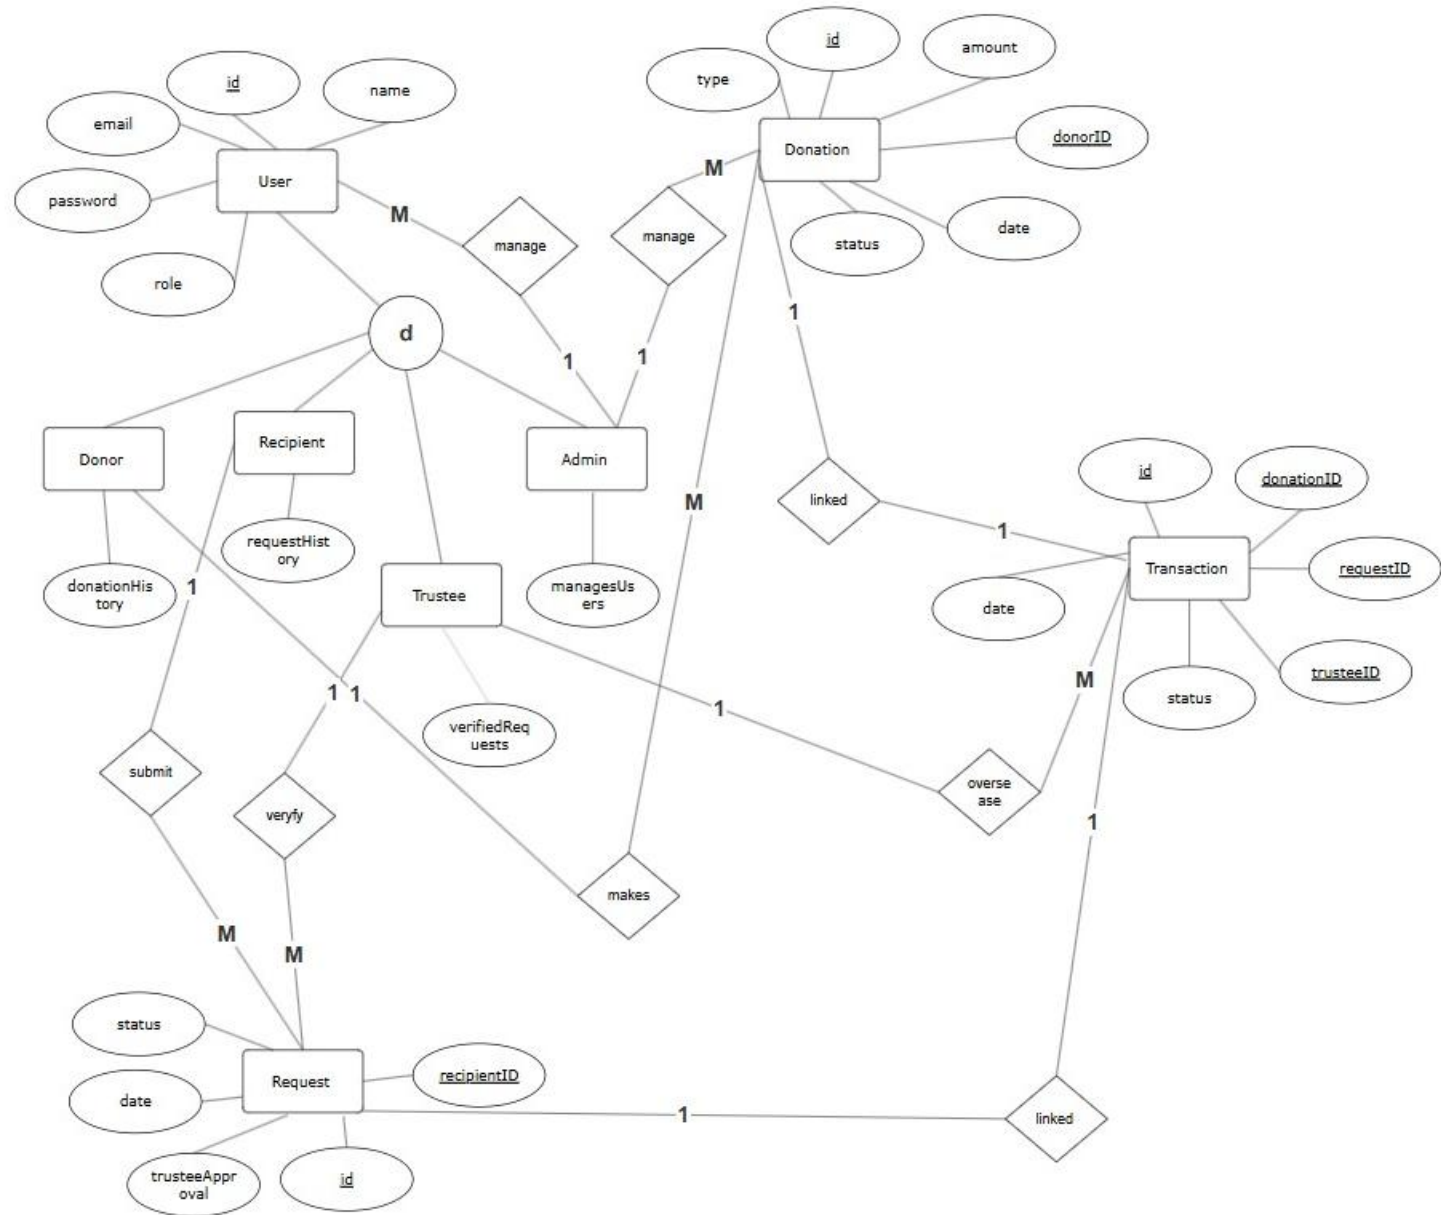 id
amount
type
id
name
email
donorID
Donation
User
M
password
M
status
date
manage
manage
role
1
d
1
1
Donor
Recipient
Admin
id
donationID
linked
M
1
requestHist
ory
Transaction
requestID
donationHis
tory
1
Trustee
managesUs
ers
date
trusteeID
M
status
1
1
1
verifiedReq
uests
submit
overse
ease
veryfy
1
makes
M
M
status
Request
recipientID
date
1
linked
trusteeAppr
oval
id